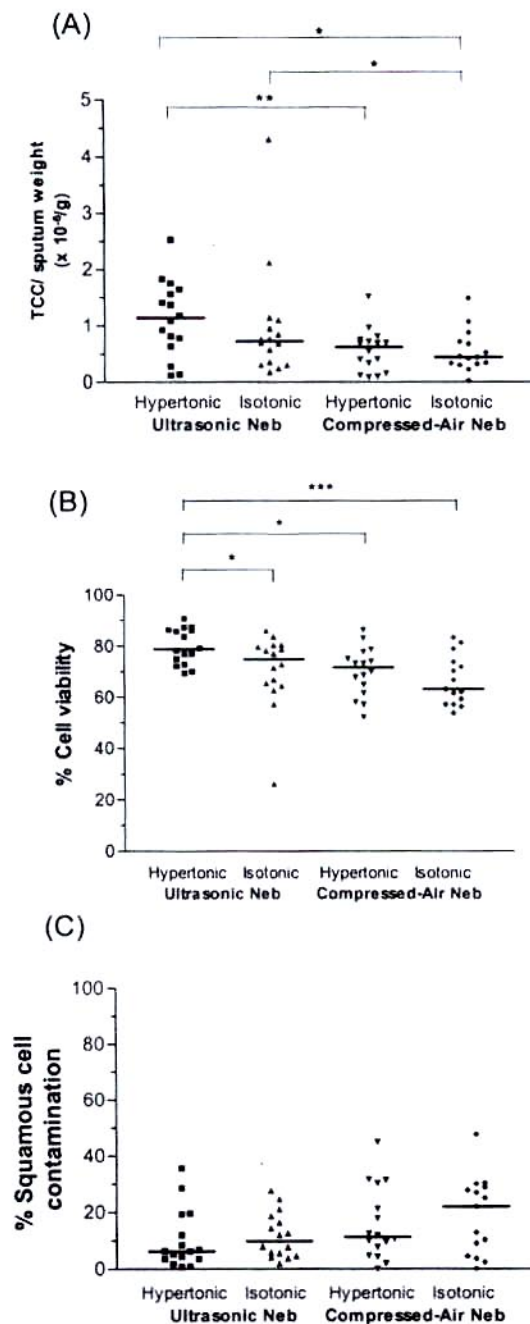 (A)
*
*
**
5
4
3
2
1
0
TCC/ sputum weight
(x 10⁻⁶/g)
Hypertonic Isotonic Hypertonic Isotonic
Ultrasonic Neb Compressed-Air Neb
(B)
***
*
*
100
80
60
40
20
0
% Cell viability
Hypertonic Isotonic Hypertonic Isotonic
Ultrasonic Neb Compressed-Air Neb
(C)
100
80
60
40
20
0
% Squamous cell
contamination
Hypertonic Isotonic Hypertonic Isotonic
Ultrasonic Neb Compressed-Air Neb